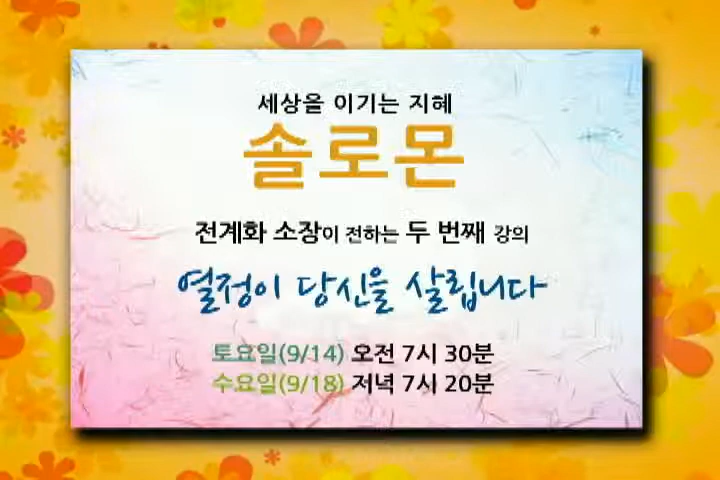 세상을 이기는 지혜
솔로몬
전계화 소장이 전하는 두 번째 강의
열정이 당신을 살립니다
토요일(9/14) 오전 7시 30분
수요일(9/18) 저녁 7시 20분